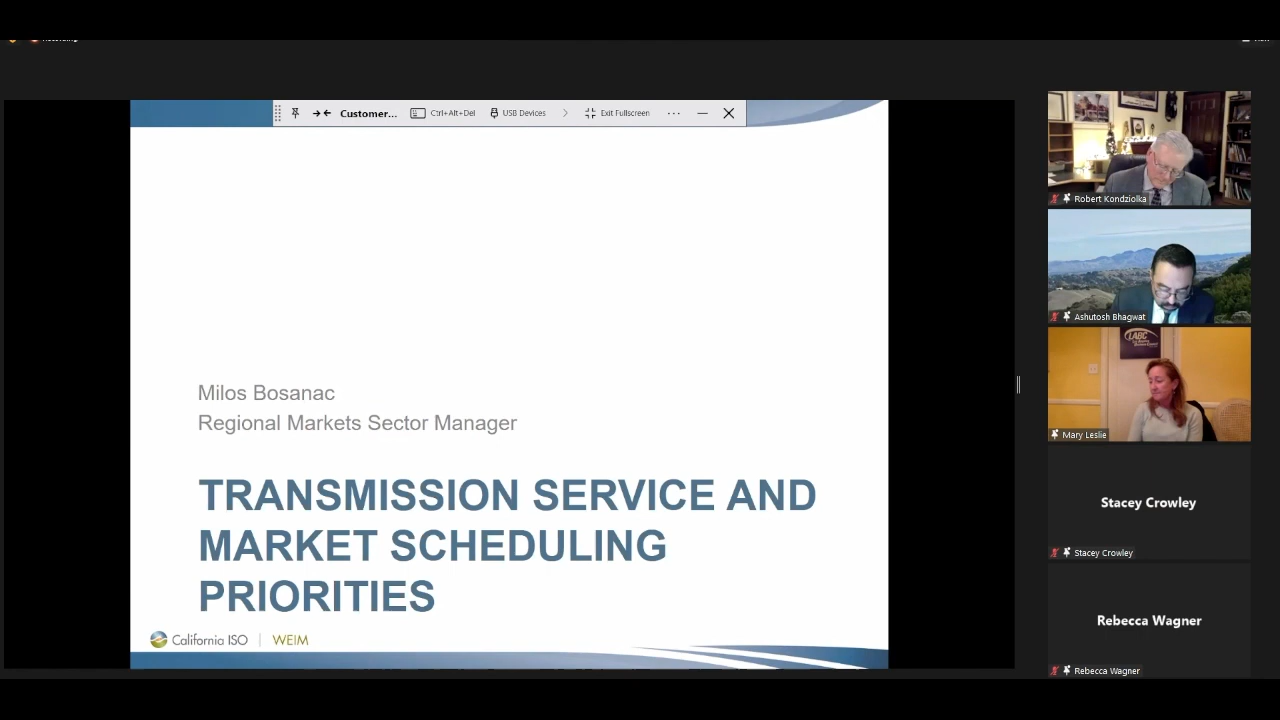 Customer...
Ctrl+Alt+Del
USB Devices
Exit Fullscreen
Milos Bosanac
Regional Markets Sector Manager
TRANSMISSION SERVICE AND
MARKET SCHEDULING
PRIORITIES
California ISO | WEIM
Robert Kondziolka
Ashutosh Bhagwat
LABC
Mary Leslie
Stacey Crowley
Stacey Crowley
Rebecca Wagner
Rebecca Wagner